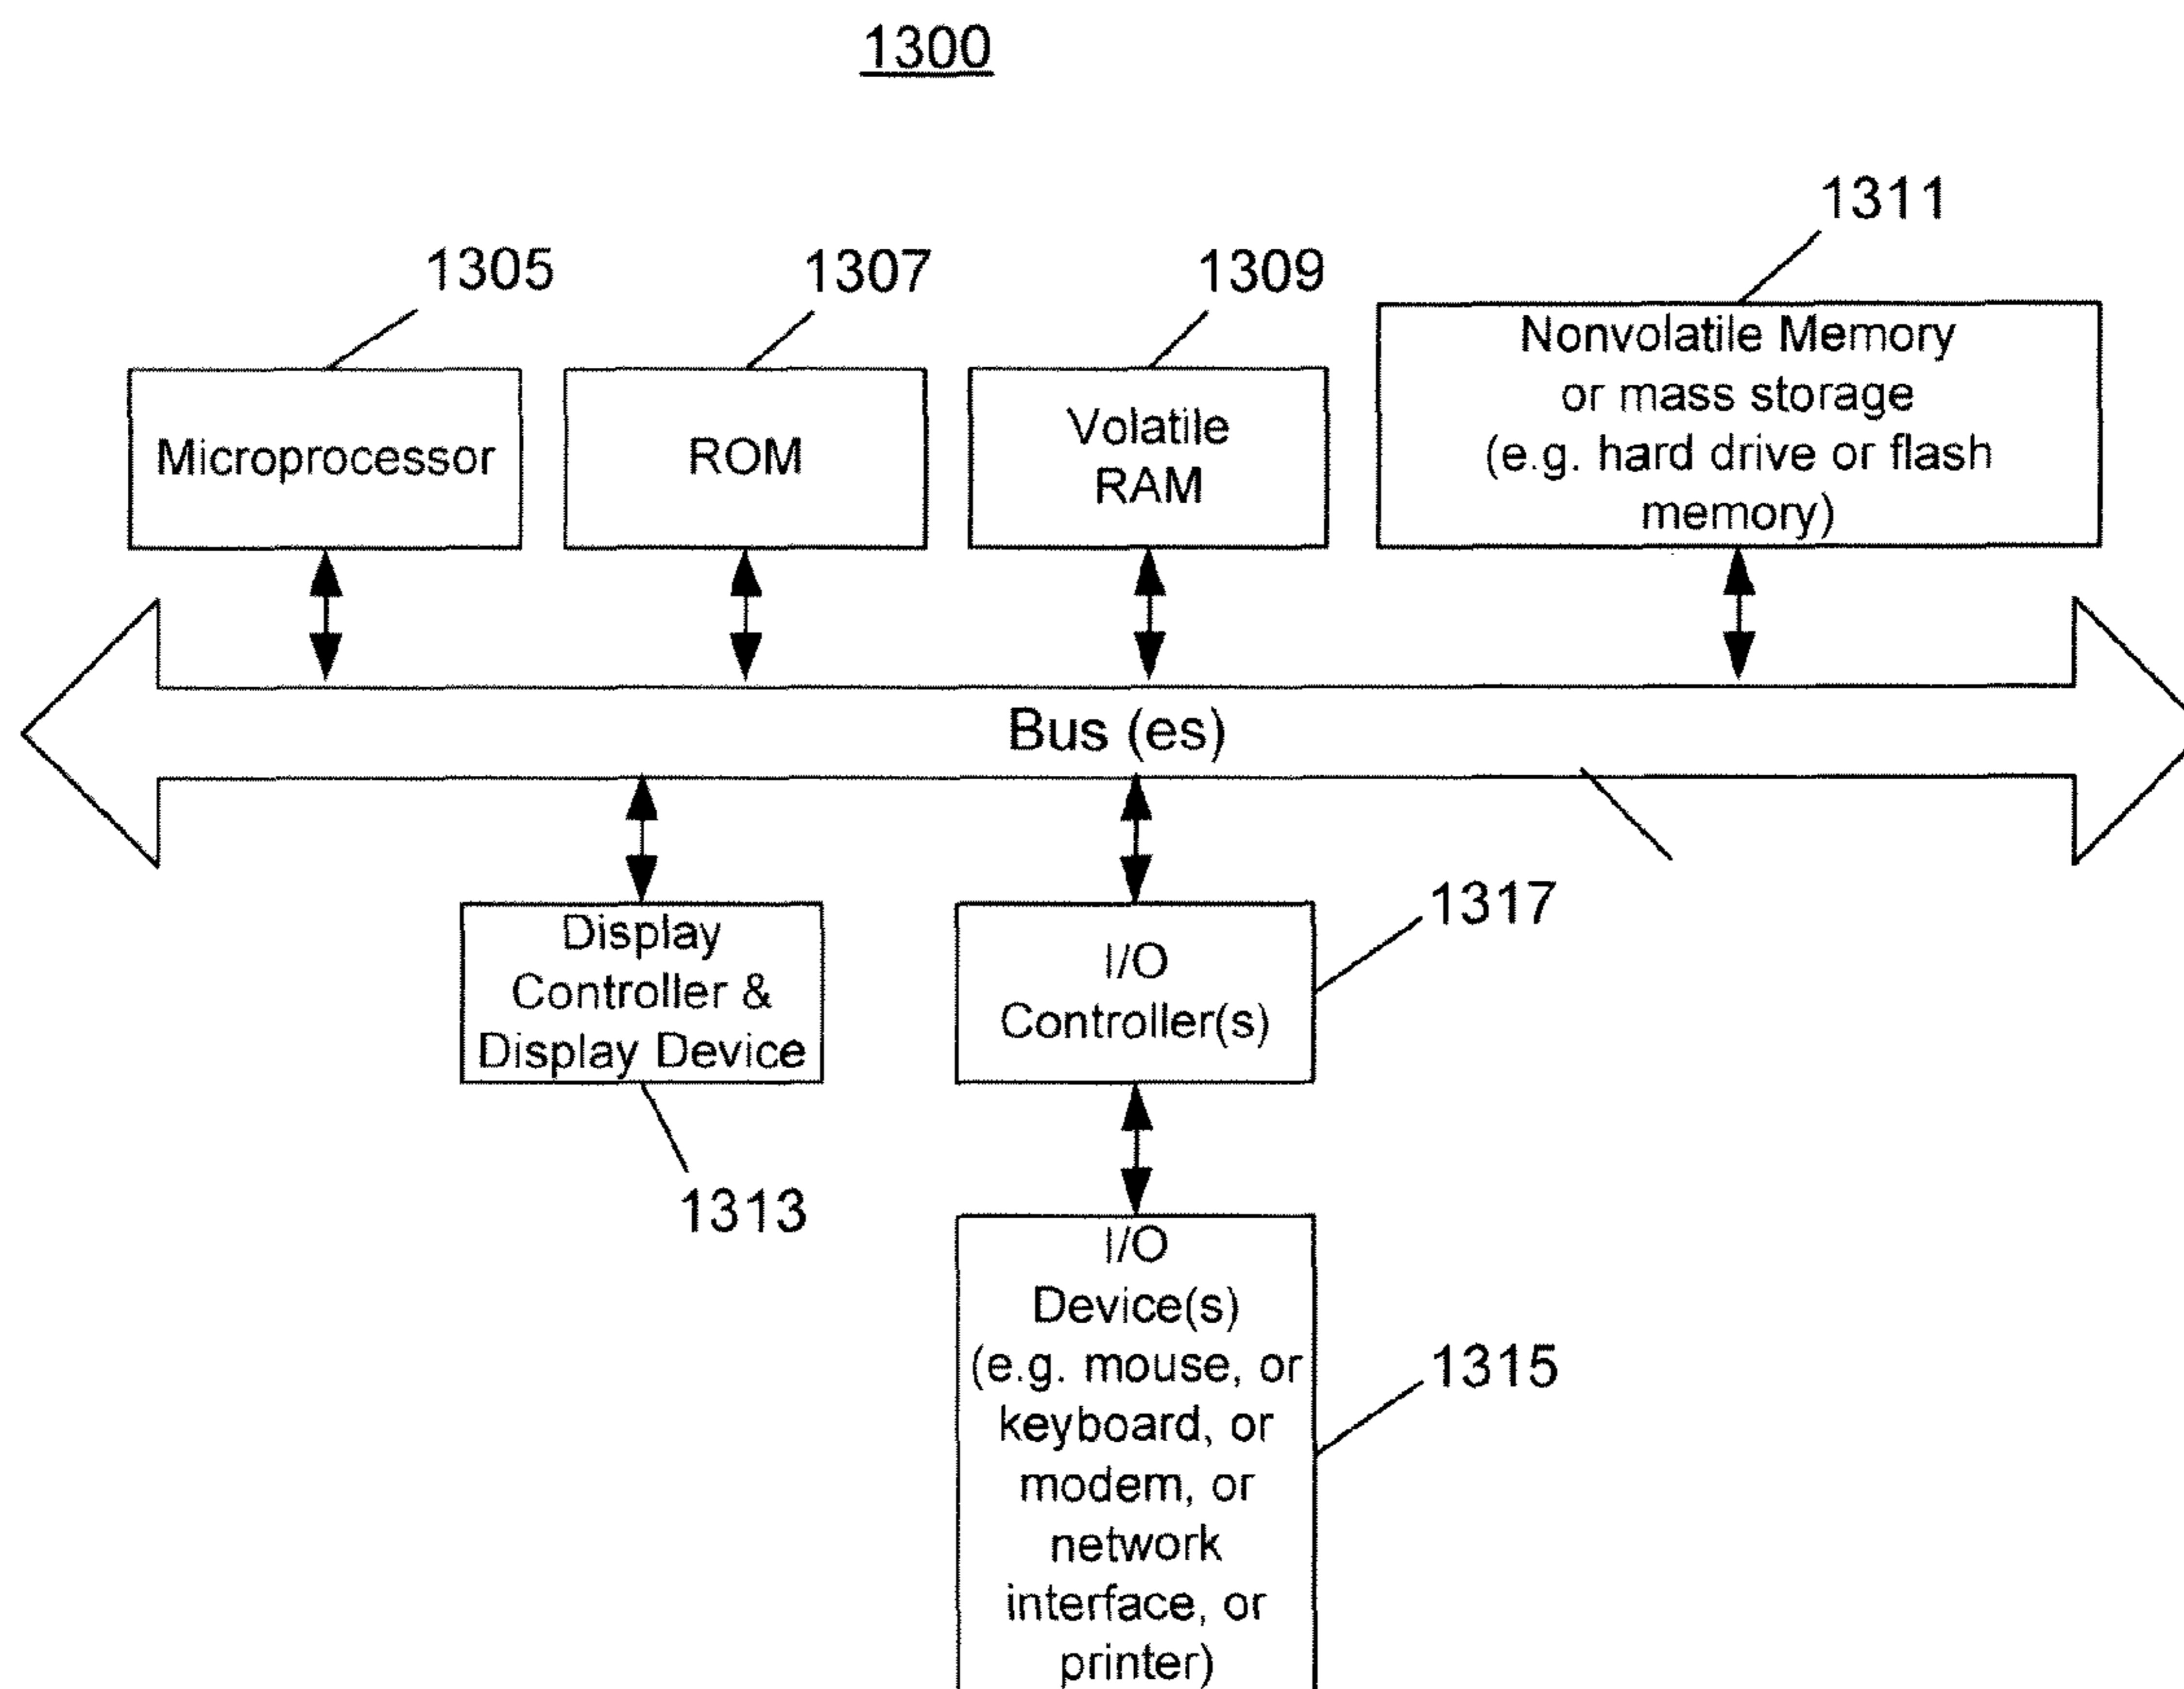 1300
1311
1305
1307
1309
Microprocessor
ROM
Volatile
RAM
Nonvolatile Memory
or mass storage
(e.g. hard drive or flash
memory)
Bus (es)
Display
Controller &
Display Device
1313
I/O
Controller(s)
1317
I/O
Device(s)
(e.g. mouse, or
keyboard, or
modem, or
network
interface, or
printer)
1315